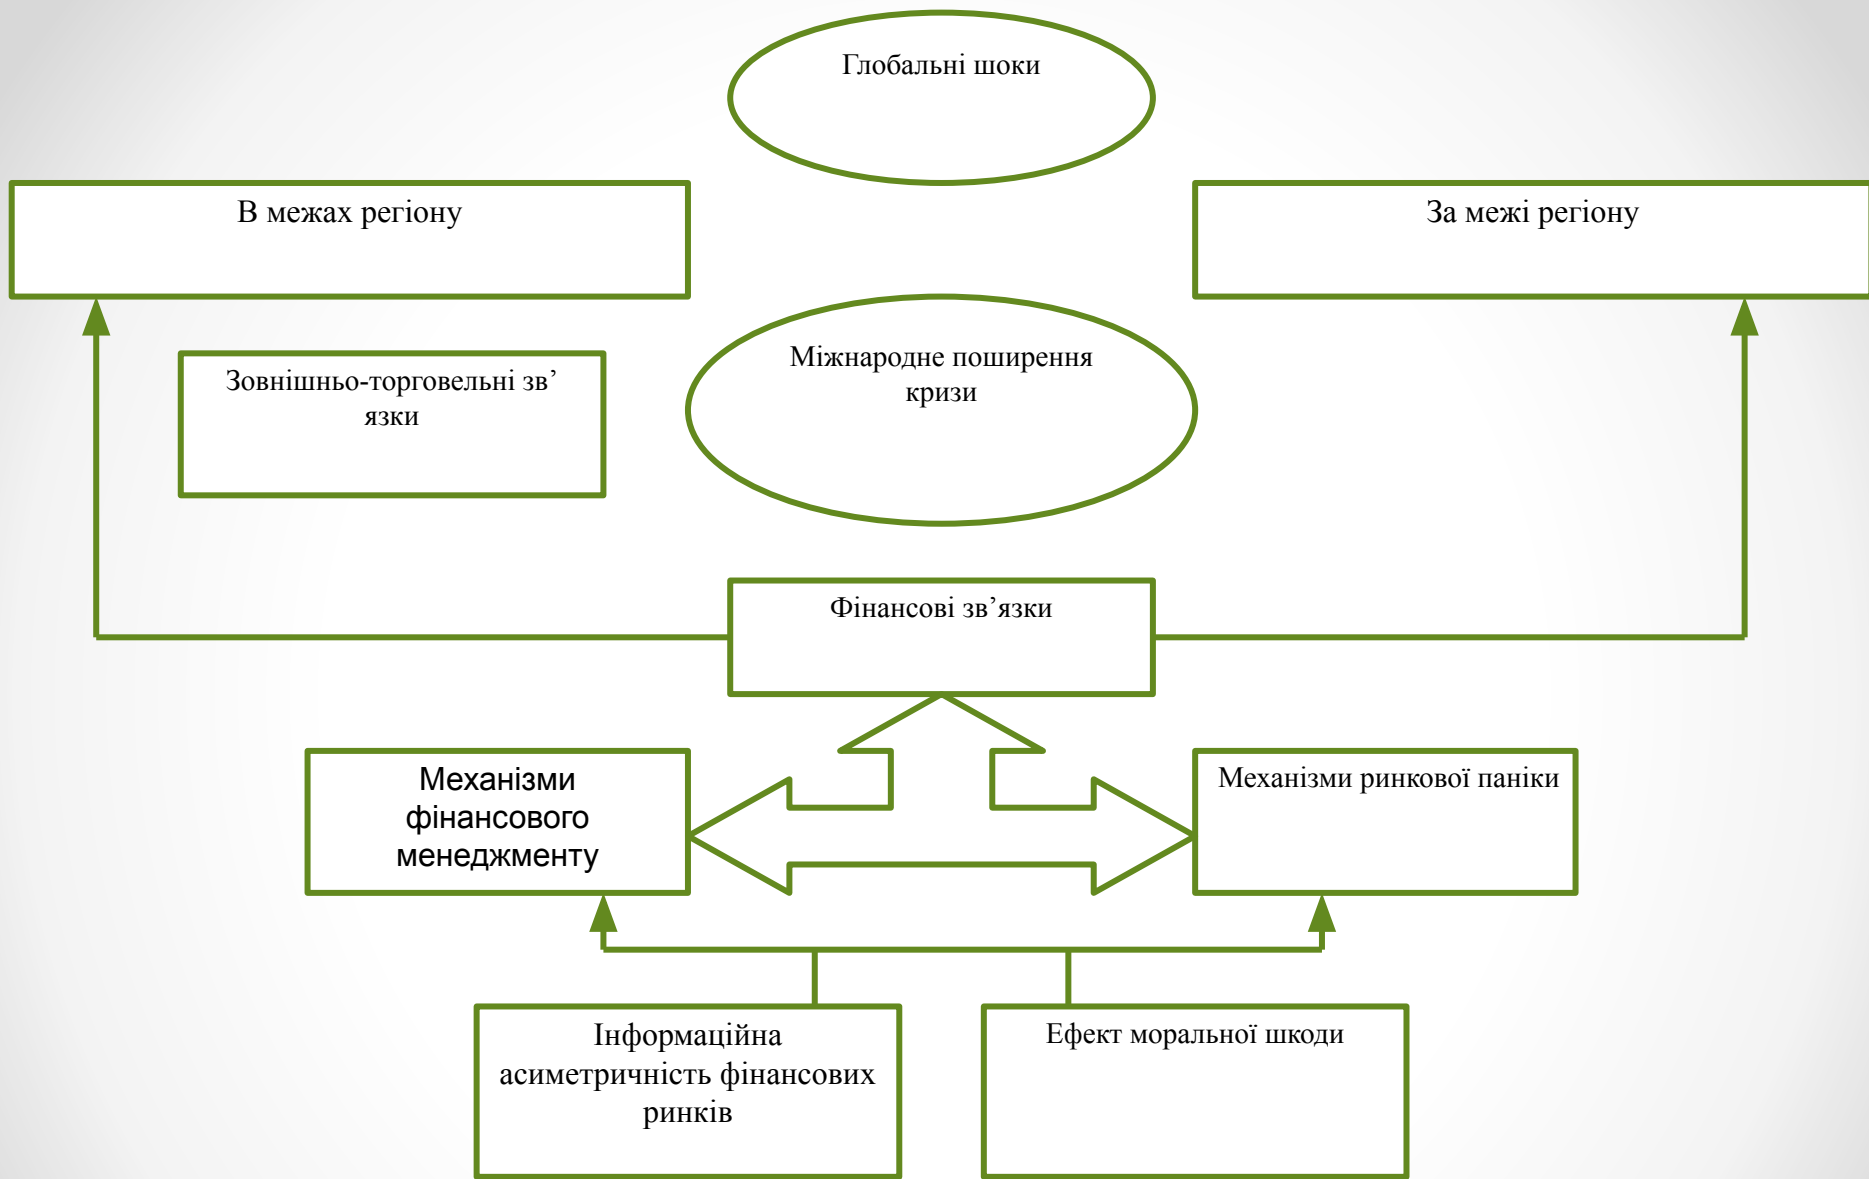 Глобальні шоки
В межах регіону
За межі регіону
Зовнішньо-торговельні зв’
язки
Міжнародне поширення
кризи
Фінансові зв’язки
Механізми
фінансового
менеджменту
Механізми ринкової паніки
Інформаційна
асиметричність фінансових
ринків
Ефект моральної шкоди